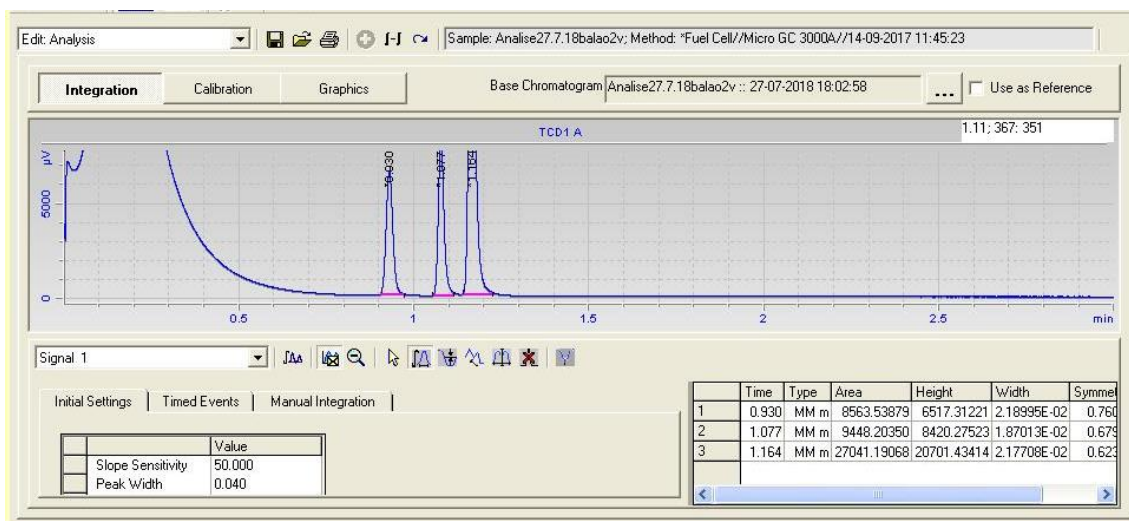 Edit: Analysis
Sample: Analise27.7.18balao2v; Method: *Fuel Cell//Micro GC 3000A//14-09-2017 11:45:23
Integration Calibration Graphics Base Chromatogram Analise27.7.18balao2v :: 27-07-2018 18:02:58 ... Use as Reference
TCD1 A
1.11; 367: 351
µV
5000
0
*0.930
*1.077
*1.164
0.5 1 1.5 2 2.5 min
Signal 1
Initial Settings Timed Events Manual Integration
Value
Slope Sensitivity 50.000
Peak Width 0.040
Time Type Area Height Width Symmet
1 0.930 MM m 8563.53879 6517.31221 2.18995E-02 0.760
2 1.077 MM m 9448.20350 8420.27523 1.87013E-02 0.679
3 1.164 MM m 27041.19068 20701.43414 2.17708E-02 0.623